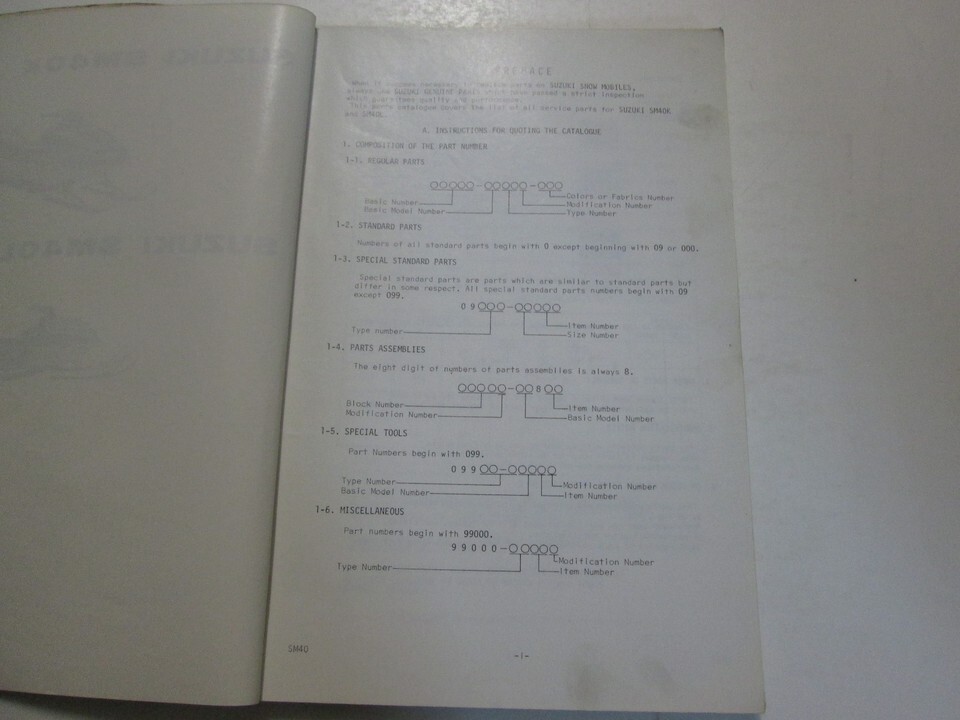 PREFACE
When it becomes necessary to replace parts of SUZUKI SNOW MOBILES,
always use SUZUKI GENUINE PARTS which have passed a strict inspection
which guarantees quality and performance.
This parts catalogue covers the list of all service parts for SUZUKI SM40K
and SM40L.
A. INSTRUCTIONS FOR QUOTING THE CATALOGUE
1. COMPOSITION OF THE PART NUMBER
1-1. REGULAR PARTS
○○○○○-○○○○○-○○○
Basic Number
Colors or Fabrics Number
Modification Number
Basic Model Number
Type Number
1-2. STANDARD PARTS
Numbers of all standard parts begin with 0 except beginning with 09 or 000.
1-3. SPECIAL STANDARD PARTS
Special standard parts are parts which are similar to standard parts but
differ in some respect. All special standard parts numbers begin with 09
except 099.
09○○○-○○○○○
Item Number
Type number
Size Number
1-4. PARTS ASSEMBLIES
The eight digit of numbers of parts assemblies is always 8.
○○○○○-○○8○○
Block Number
Item Number
Modification Number
Basic Model Number
1-5. SPECIAL TOOLS
Part Numbers begin with 099.
099○○-○○○○○
Type Number
Modification Number
Basic Model Number
Item Number
1-6. MISCELLANEOUS
Part numbers begin with 99000.
99000-○○○○○
Modification Number
Type Number
Item Number
SM40
-1-